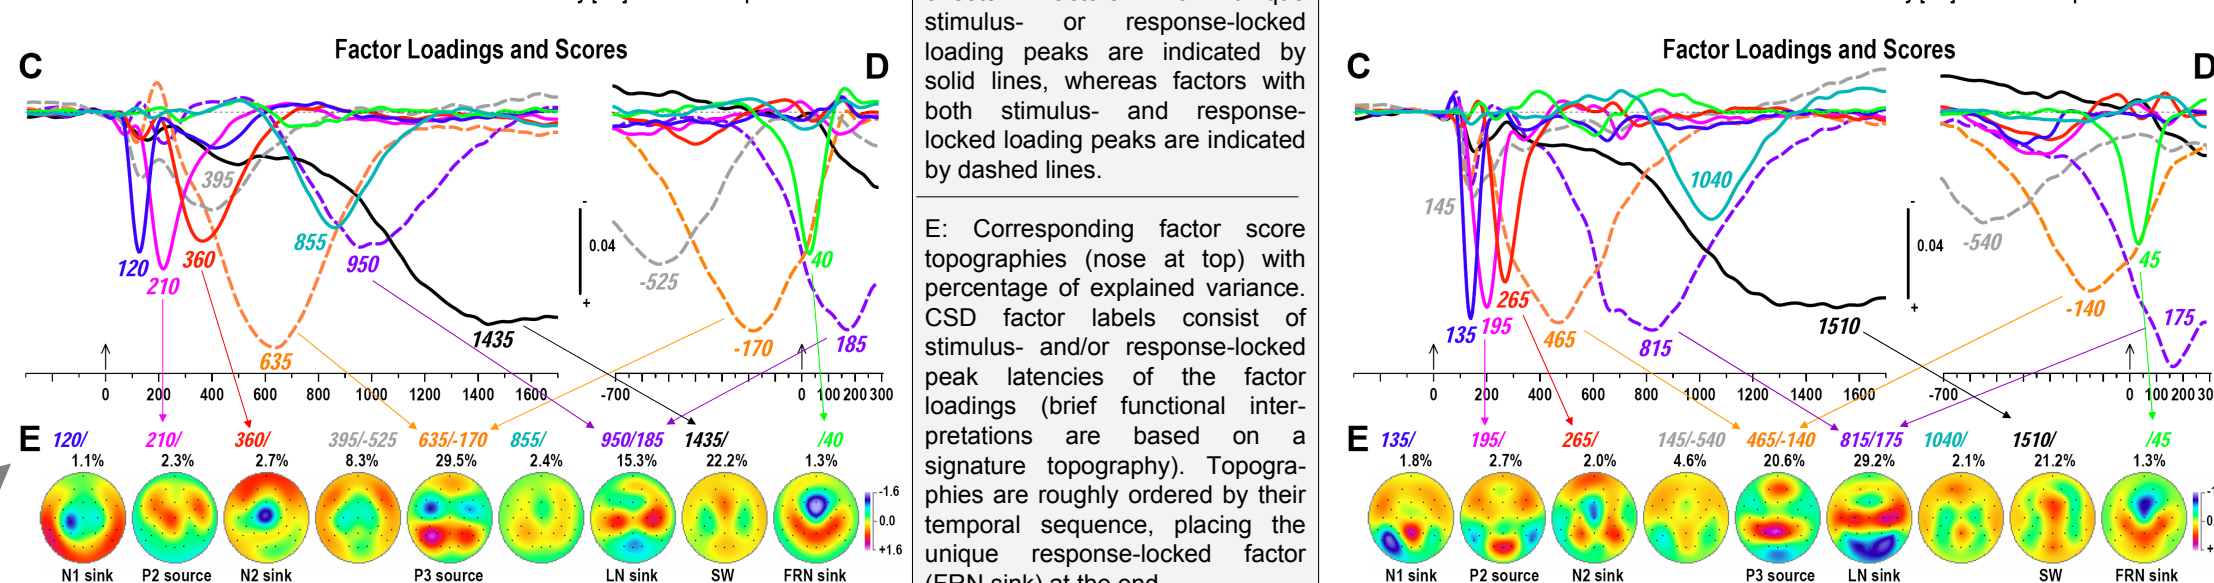 Factor Loadings and Scores
C
D
395
120
210
360
855
950
635
1435
-
0.04
+
-525
40
-170
185
0 200 400 600 800 1000 1200 1400 1600
-700 0 100 200 300
E
120/ 210/ 360/ 395/-525 635/-170 855/ 950/185 1435/ /40
1.1% 2.3% 2.7% 8.3% 29.5% 2.4% 15.3% 22.2% 1.3%
-1.6
0.0
+1.6
N1 sink P2 source N2 sink P3 source LN sink SW FRN sink
stimulus- or response-locked
loading peaks are indicated by
solid lines, whereas factors with
both stimulus- and response-
locked loading peaks are indicated
by dashed lines.
E: Corresponding factor score
topographies (nose at top) with
percentage of explained variance.
CSD factor labels consist of
stimulus- and/or response-locked
peak latencies of the factor
loadings (brief functional inter-
pretations are based on a
signature topography). Topogra-
phies are roughly ordered by their
temporal sequence, placing the
unique response-locked factor
(FRN sink) at the end
Factor Loadings and Scores
C
D
145
1040
135
195
265
465
815
1510
-
0.04
+
-540
45
-140
175
0 200 400 600 800 1000 1200 1400 1600
-700 0 100 200 30
E
135/ 195/ 265/ 145/-540 465/-140 815/175 1040/ 1510/ /45
1.8% 2.7% 2.0% 4.6% 20.6% 29.2% 2.1% 21.2% 1.3%
-1
0
+
N1 sink P2 source N2 sink P3 source LN sink SW FRN sink